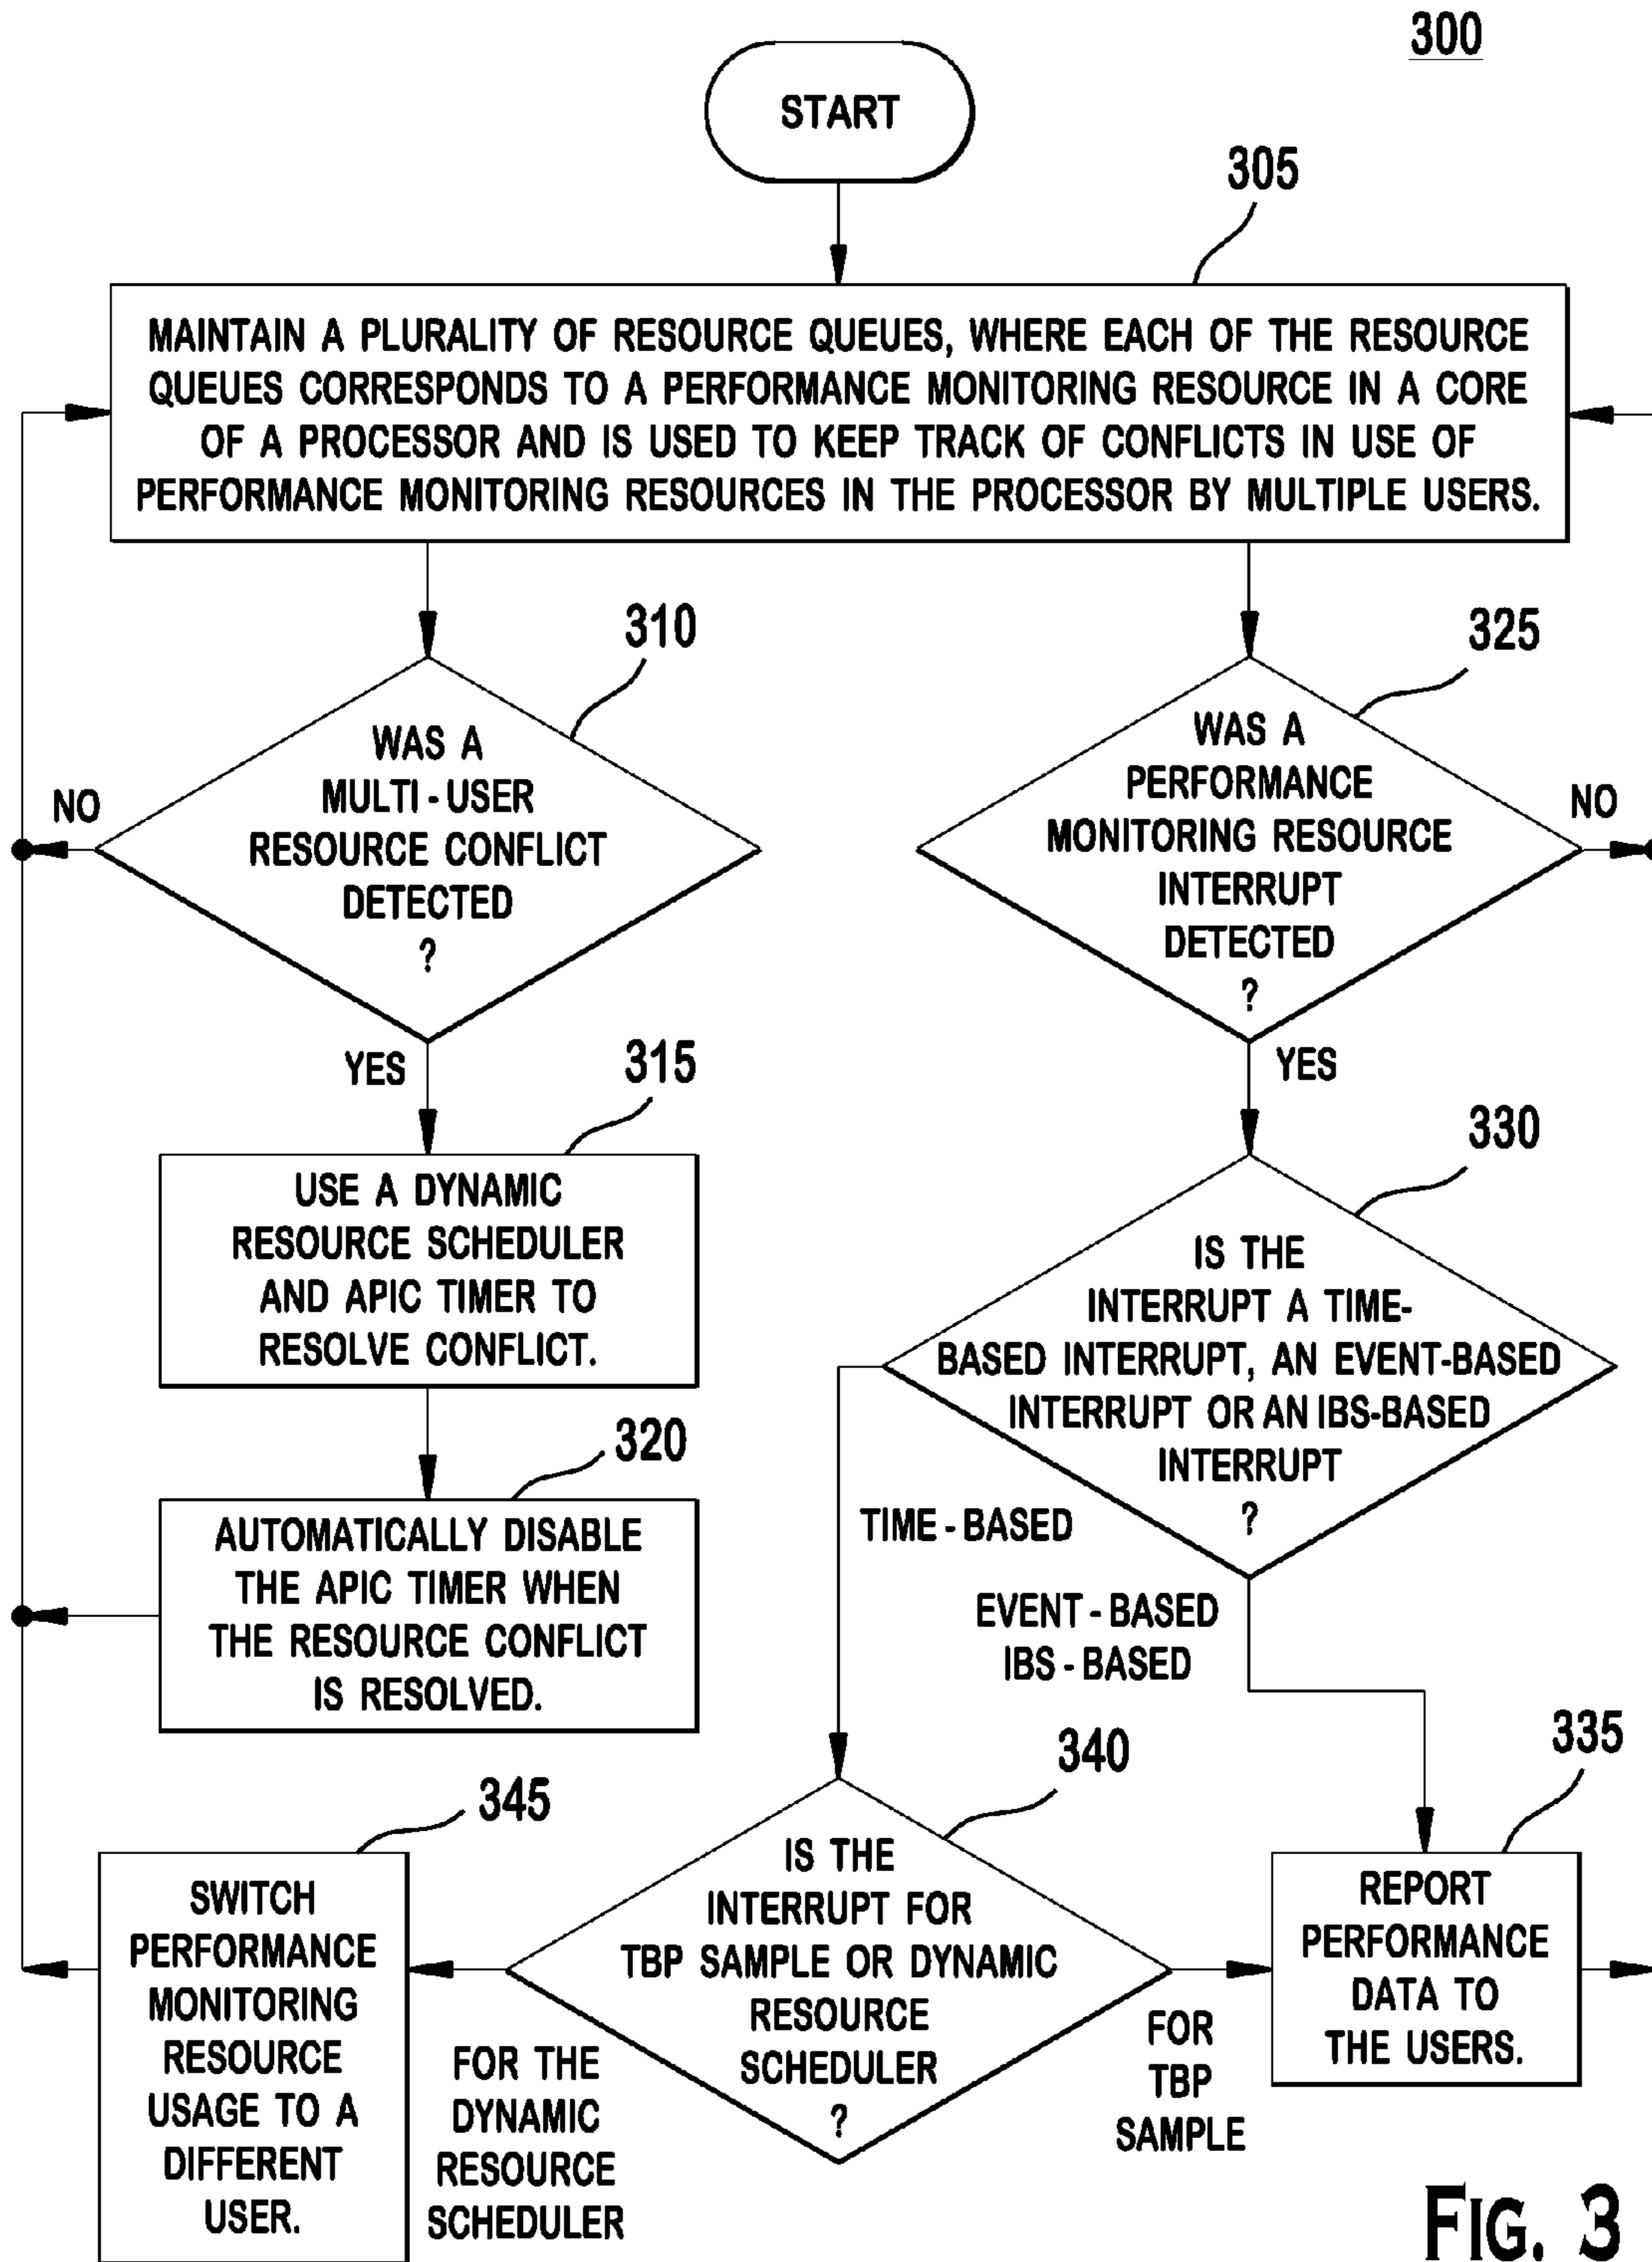 300
START
305
MAINTAIN A PLURALITY OF RESOURCE QUEUES, WHERE EACH OF THE RESOURCE
QUEUES CORRESPONDS TO A PERFORMANCE MONITORING RESOURCE IN A CORE
OF A PROCESSOR AND IS USED TO KEEP TRACK OF CONFLICTS IN USE OF
PERFORMANCE MONITORING RESOURCES IN THE PROCESSOR BY MULTIPLE USERS.
310
WAS A
MULTI-USER
RESOURCE CONFLICT
DETECTED
?
NO
YES
315
USE A DYNAMIC
RESOURCE SCHEDULER
AND APIC TIMER TO
RESOLVE CONFLICT.
320
AUTOMATICALLY DISABLE
THE APIC TIMER WHEN
THE RESOURCE CONFLICT
IS RESOLVED.
325
WAS A
PERFORMANCE
MONITORING RESOURCE
INTERRUPT
DETECTED
?
NO
YES
330
IS THE
INTERRUPT A TIME-
BASED INTERRUPT, AN EVENT-BASED
INTERRUPT OR AN IBS-BASED
INTERRUPT
?
TIME-BASED
EVENT-BASED
IBS-BASED
335
REPORT
PERFORMANCE
DATA TO
THE USERS.
340
IS THE
INTERRUPT FOR
TBP SAMPLE OR DYNAMIC
RESOURCE
SCHEDULER
?
FOR
TBP
SAMPLE
FOR THE
DYNAMIC
RESOURCE
SCHEDULER
345
SWITCH
PERFORMANCE
MONITORING
RESOURCE
USAGE TO A
DIFFERENT
USER.
FIG. 3